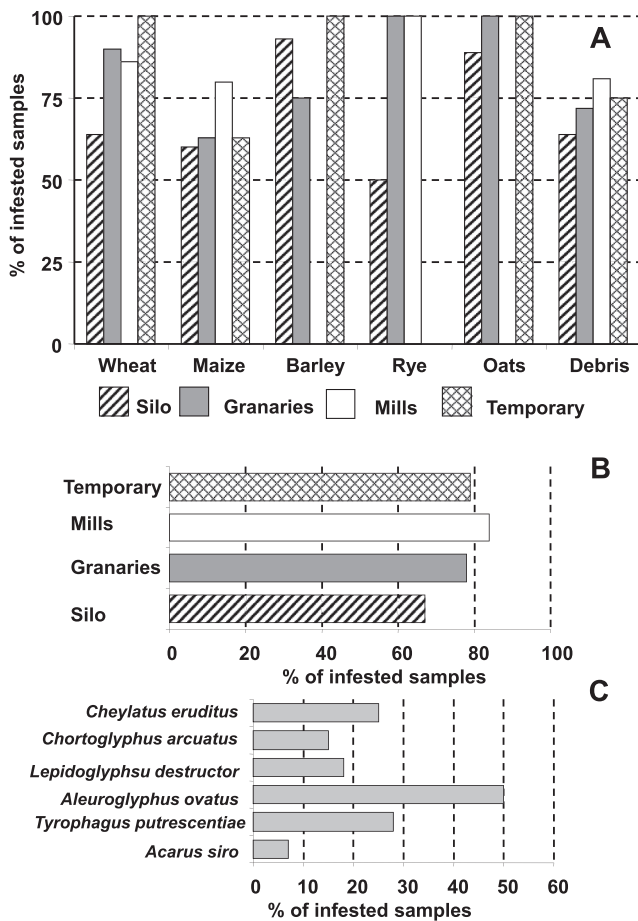 A
% of infested samples
100
75
50
25
0
Wheat Maize Barley Rye Oats Debris
Silo Granaries Mills Temporary
B
Temporary
Mills
Granaries
Silo
0 20 40 60 80 100
% of infested samples
C
Cheylatus eruditus
Chortoglyphus arcuatus
Lepidoglyphsu destructor
Aleuroglyphus ovatus
Tyrophagus putrescentiae
Acarus siro
0 10 20 30 40 50 60
% of infested samples